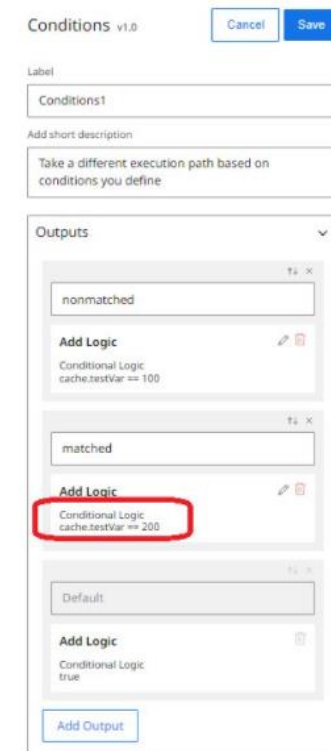 Conditions v1.0
Cancel
Save
Label
Conditions1
Add short description
Take a different execution path based on
conditions you define
Outputs
nonmatched
Add Logic
Conditional Logic
cache.testVar == 100
matched
Add Logic
Conditional Logic
cache.testVar == 200
Default
Add Logic
Conditional Logic
true
Add Output